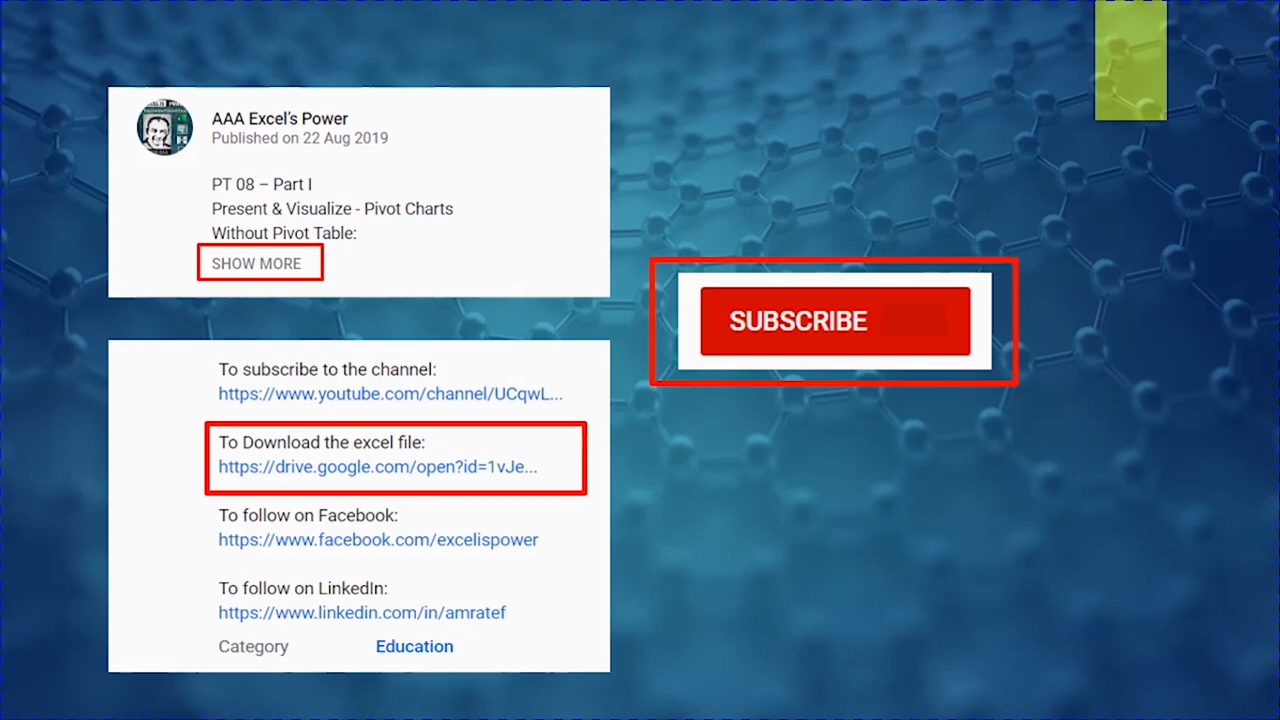 AAA Excel's Power
Published on 22 Aug 2019
PT 08 – Part I
Present & Visualize - Pivot Charts
Without Pivot Table:
SHOW MORE
SUBSCRIBE
To subscribe to the channel:
https://www.youtube.com/channel/UCqwL...
To Download the excel file:
https://drive.google.com/open?id=1vJe...
To follow on Facebook:
https://www.facebook.com/excelispower
To follow on LinkedIn:
https://www.linkedin.com/in/amratef
Category Education